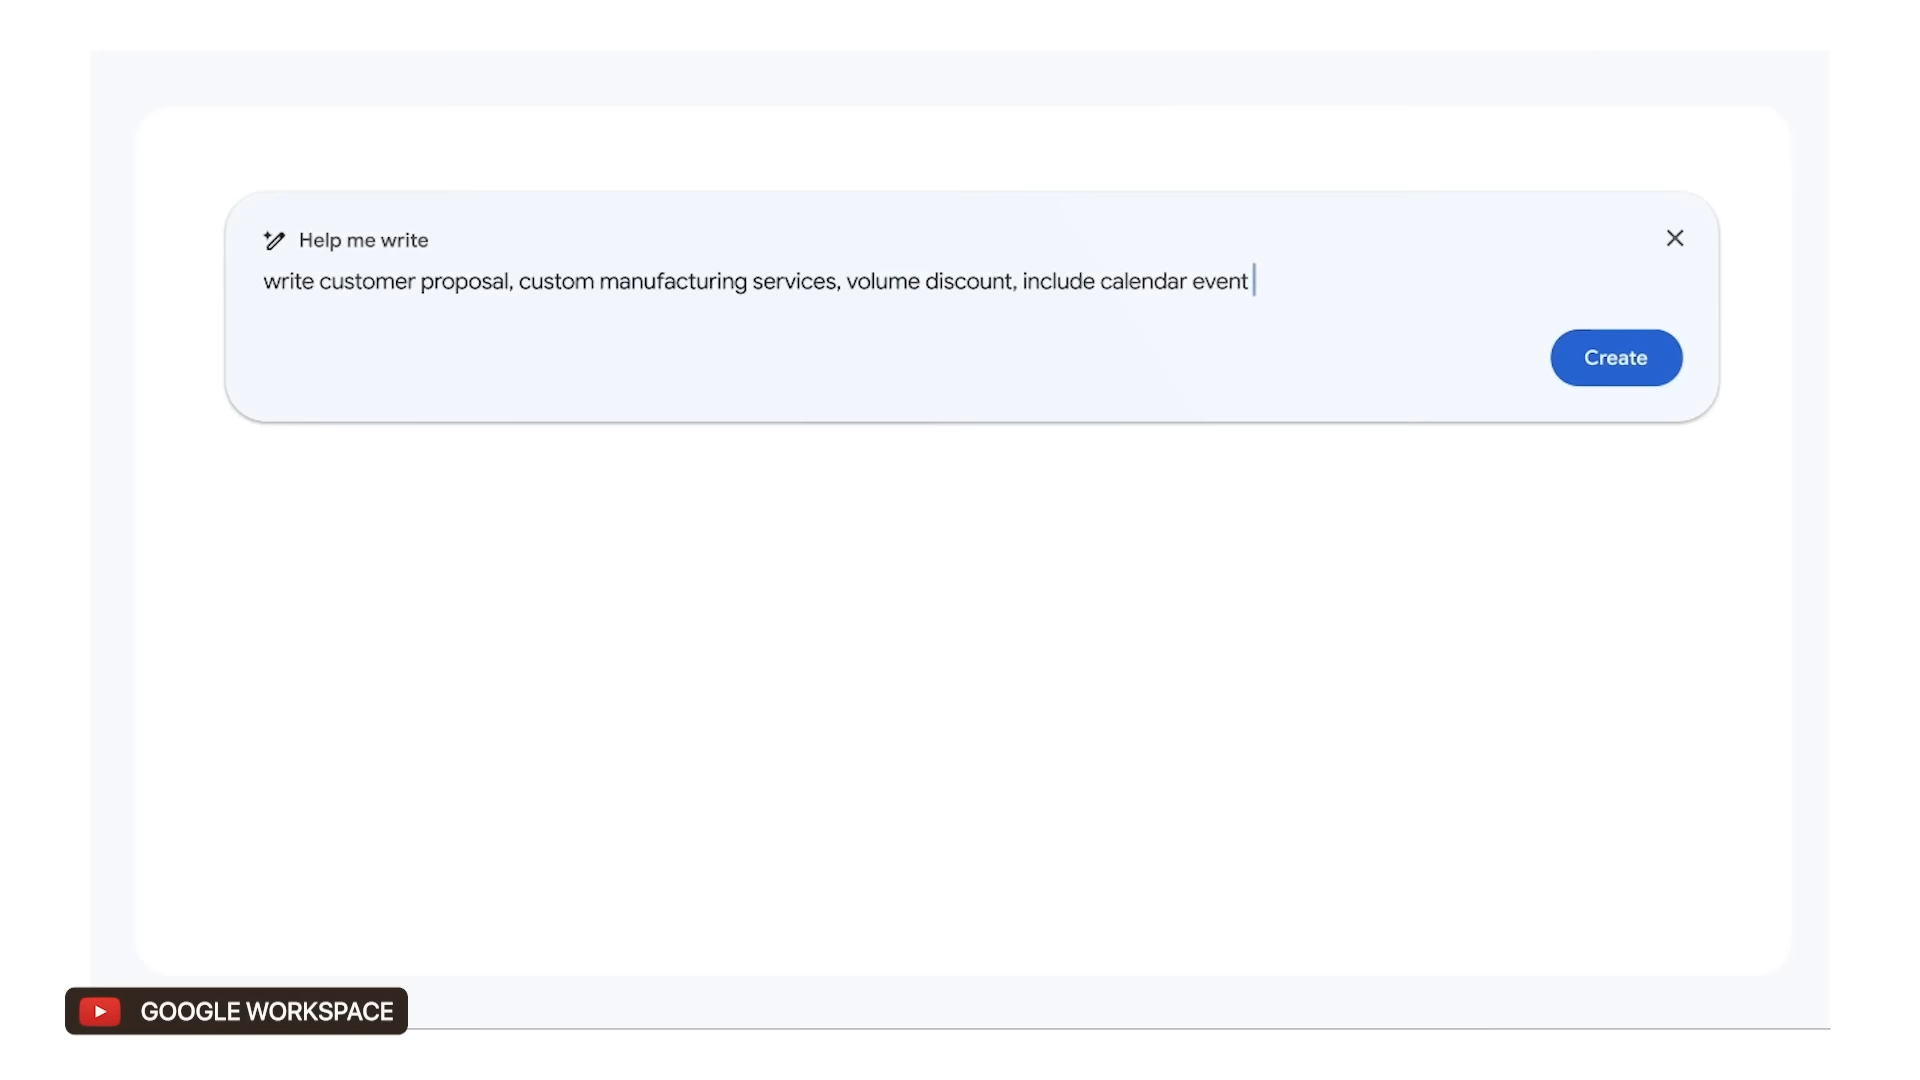 Help me write
write customer proposal, custom manufacturing services, volume discount, include calendar event
Create
GOOGLE WORKSPACE